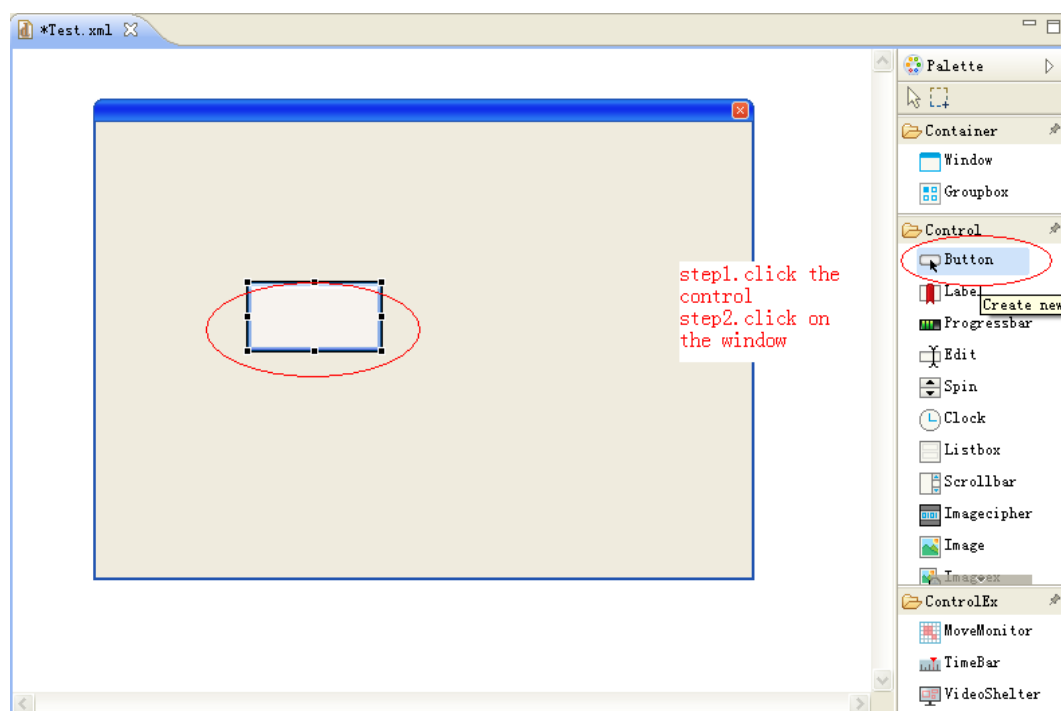 *Test.xml
Palette
Container
Window
Groupbox
Control
Button
Label
Create new
Progressbar
Edit
Spin
Clock
Listbox
Scrollbar
Imagecipher
Image
Imageex
ControlEx
MoveMonitor
TimeBar
VideoShelter
step1.click the
control
step2.click on
the window